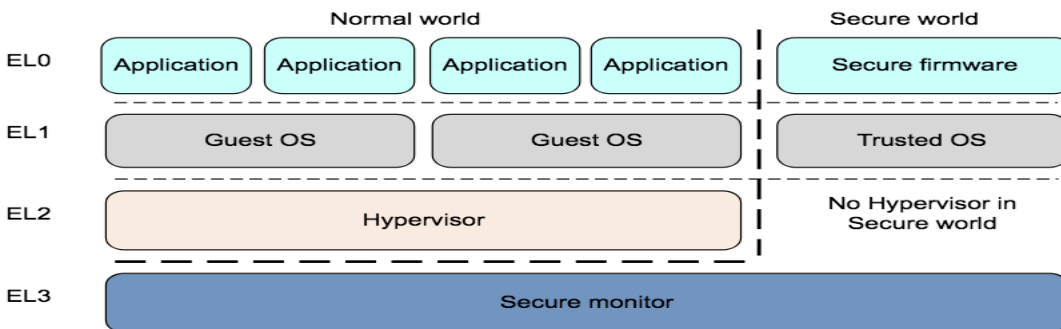 Normal world
Secure world
EL0
Application
Application
Application
Application
Secure firmware
EL1
Guest OS
Guest OS
Trusted OS
EL2
Hypervisor
No Hypervisor in
Secure world
EL3
Secure monitor